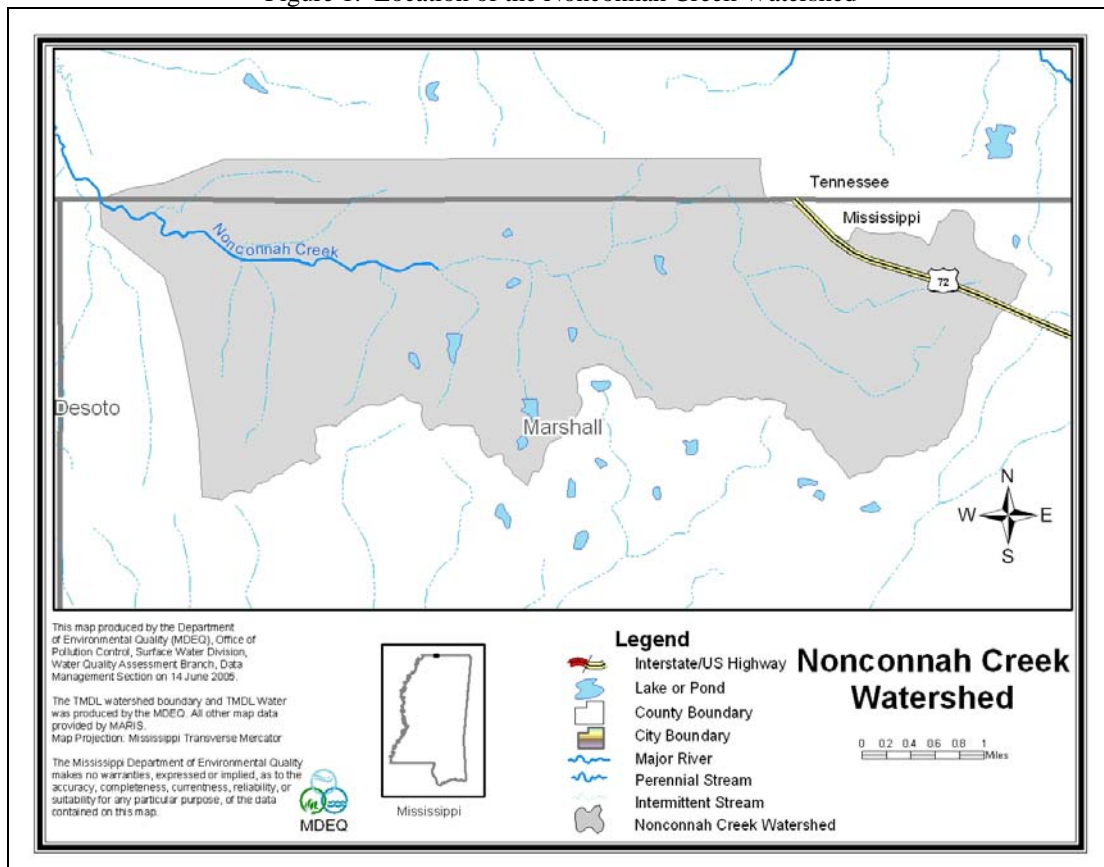 Figure 1. Location of the Nonconnah Creek Watershed
Tennessee
Mississippi
Nonconnah Creek
72
Desoto
Marshall
N
W E
S
This map produced by the Department
of Environmental Quality (MDEQ), Office of
Pollution Control, Surface Water Division,
Water Quality Assessment Branch, Data
Management Section on 14 June 2005.
The TMDL watershed boundary and TMDL Water
was produced by the MDEQ. All other map data
provided by MARIS.
Map Projection: Mississippi Transverse Mercator
The Mississippi Department of Environmental Quality
makes no warranties, expressed or implied, as to the
accuracy, completeness, currentness, reliability, or
suitability for any particular purpose, of the data
contained on this map.
MDEQ
Mississippi
Legend
Interstate/US Highway
Lake or Pond
County Boundary
City Boundary
Major River
Perennial Stream
Intermittent Stream
Nonconnah Creek Watershed
Nonconnah Creek
Watershed
0 0.2 0.4 0.6 0.8 1
Miles